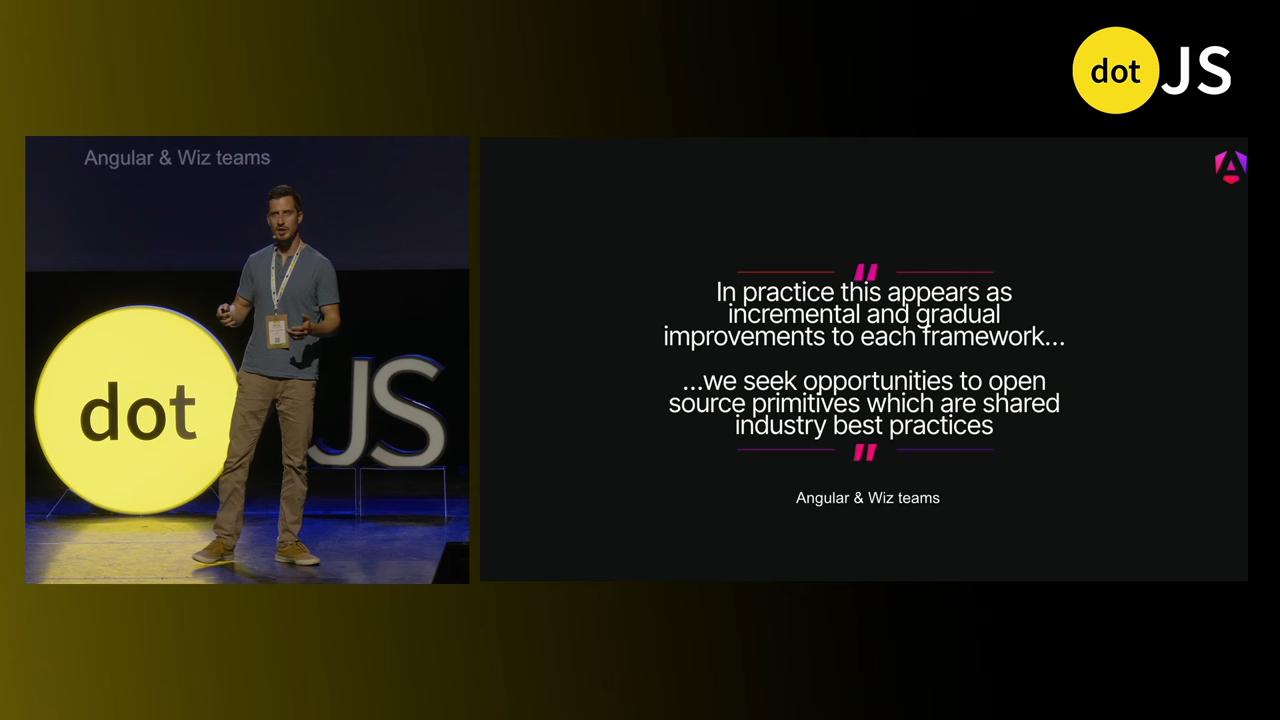 dot JS
Angular & Wiz teams
dot JS
"
In practice this appears as
incremental and gradual
improvements to each framework...
...we seek opportunities to open
source primitives which are shared
industry best practices
"
Angular & Wiz teams